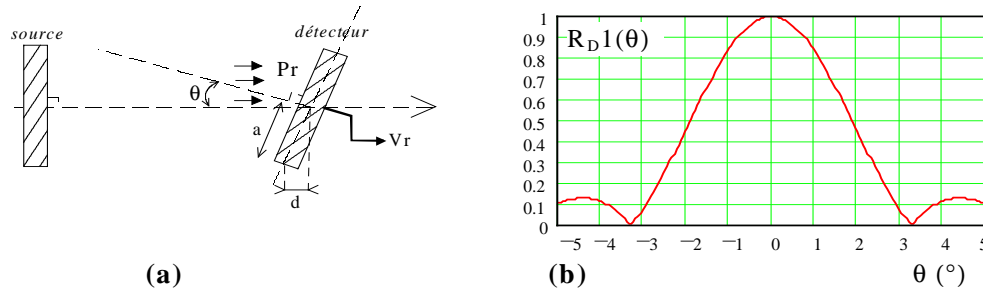 source
détecteur
Pr
θ
a
Vr
d
(a)
R_D1(θ)
1
0.9
0.8
0.7
0.6
0.5
0.4
0.3
0.2
0.1
0
−5 −4 −3 −2 −1 0 1 2 3 4 5
(b)
θ (°)